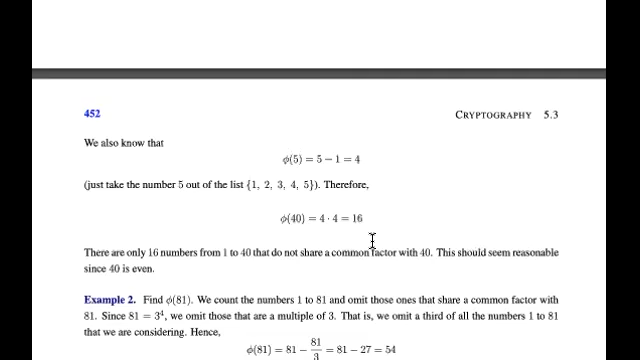 452 CRYPTOGRAPHY 5.3
We also know that
ϕ(5) = 5 − 1 = 4
(just take the number 5 out of the list {1, 2, 3, 4, 5}). Therefore,
ϕ(40) = 4 · 4 = 16
There are only 16 numbers from 1 to 40 that do not share a common factor with 40. This should seem reasonable
since 40 is even.
Example 2. Find ϕ(81). We count the numbers 1 to 81 and omit those ones that share a common factor with
81. Since 81 = 3⁴, we omit those that are a multiple of 3. That is, we omit a third of all the numbers 1 to 81
that we are considering. Hence,
ϕ(81) = 81 − 81/3 = 81 − 27 = 54